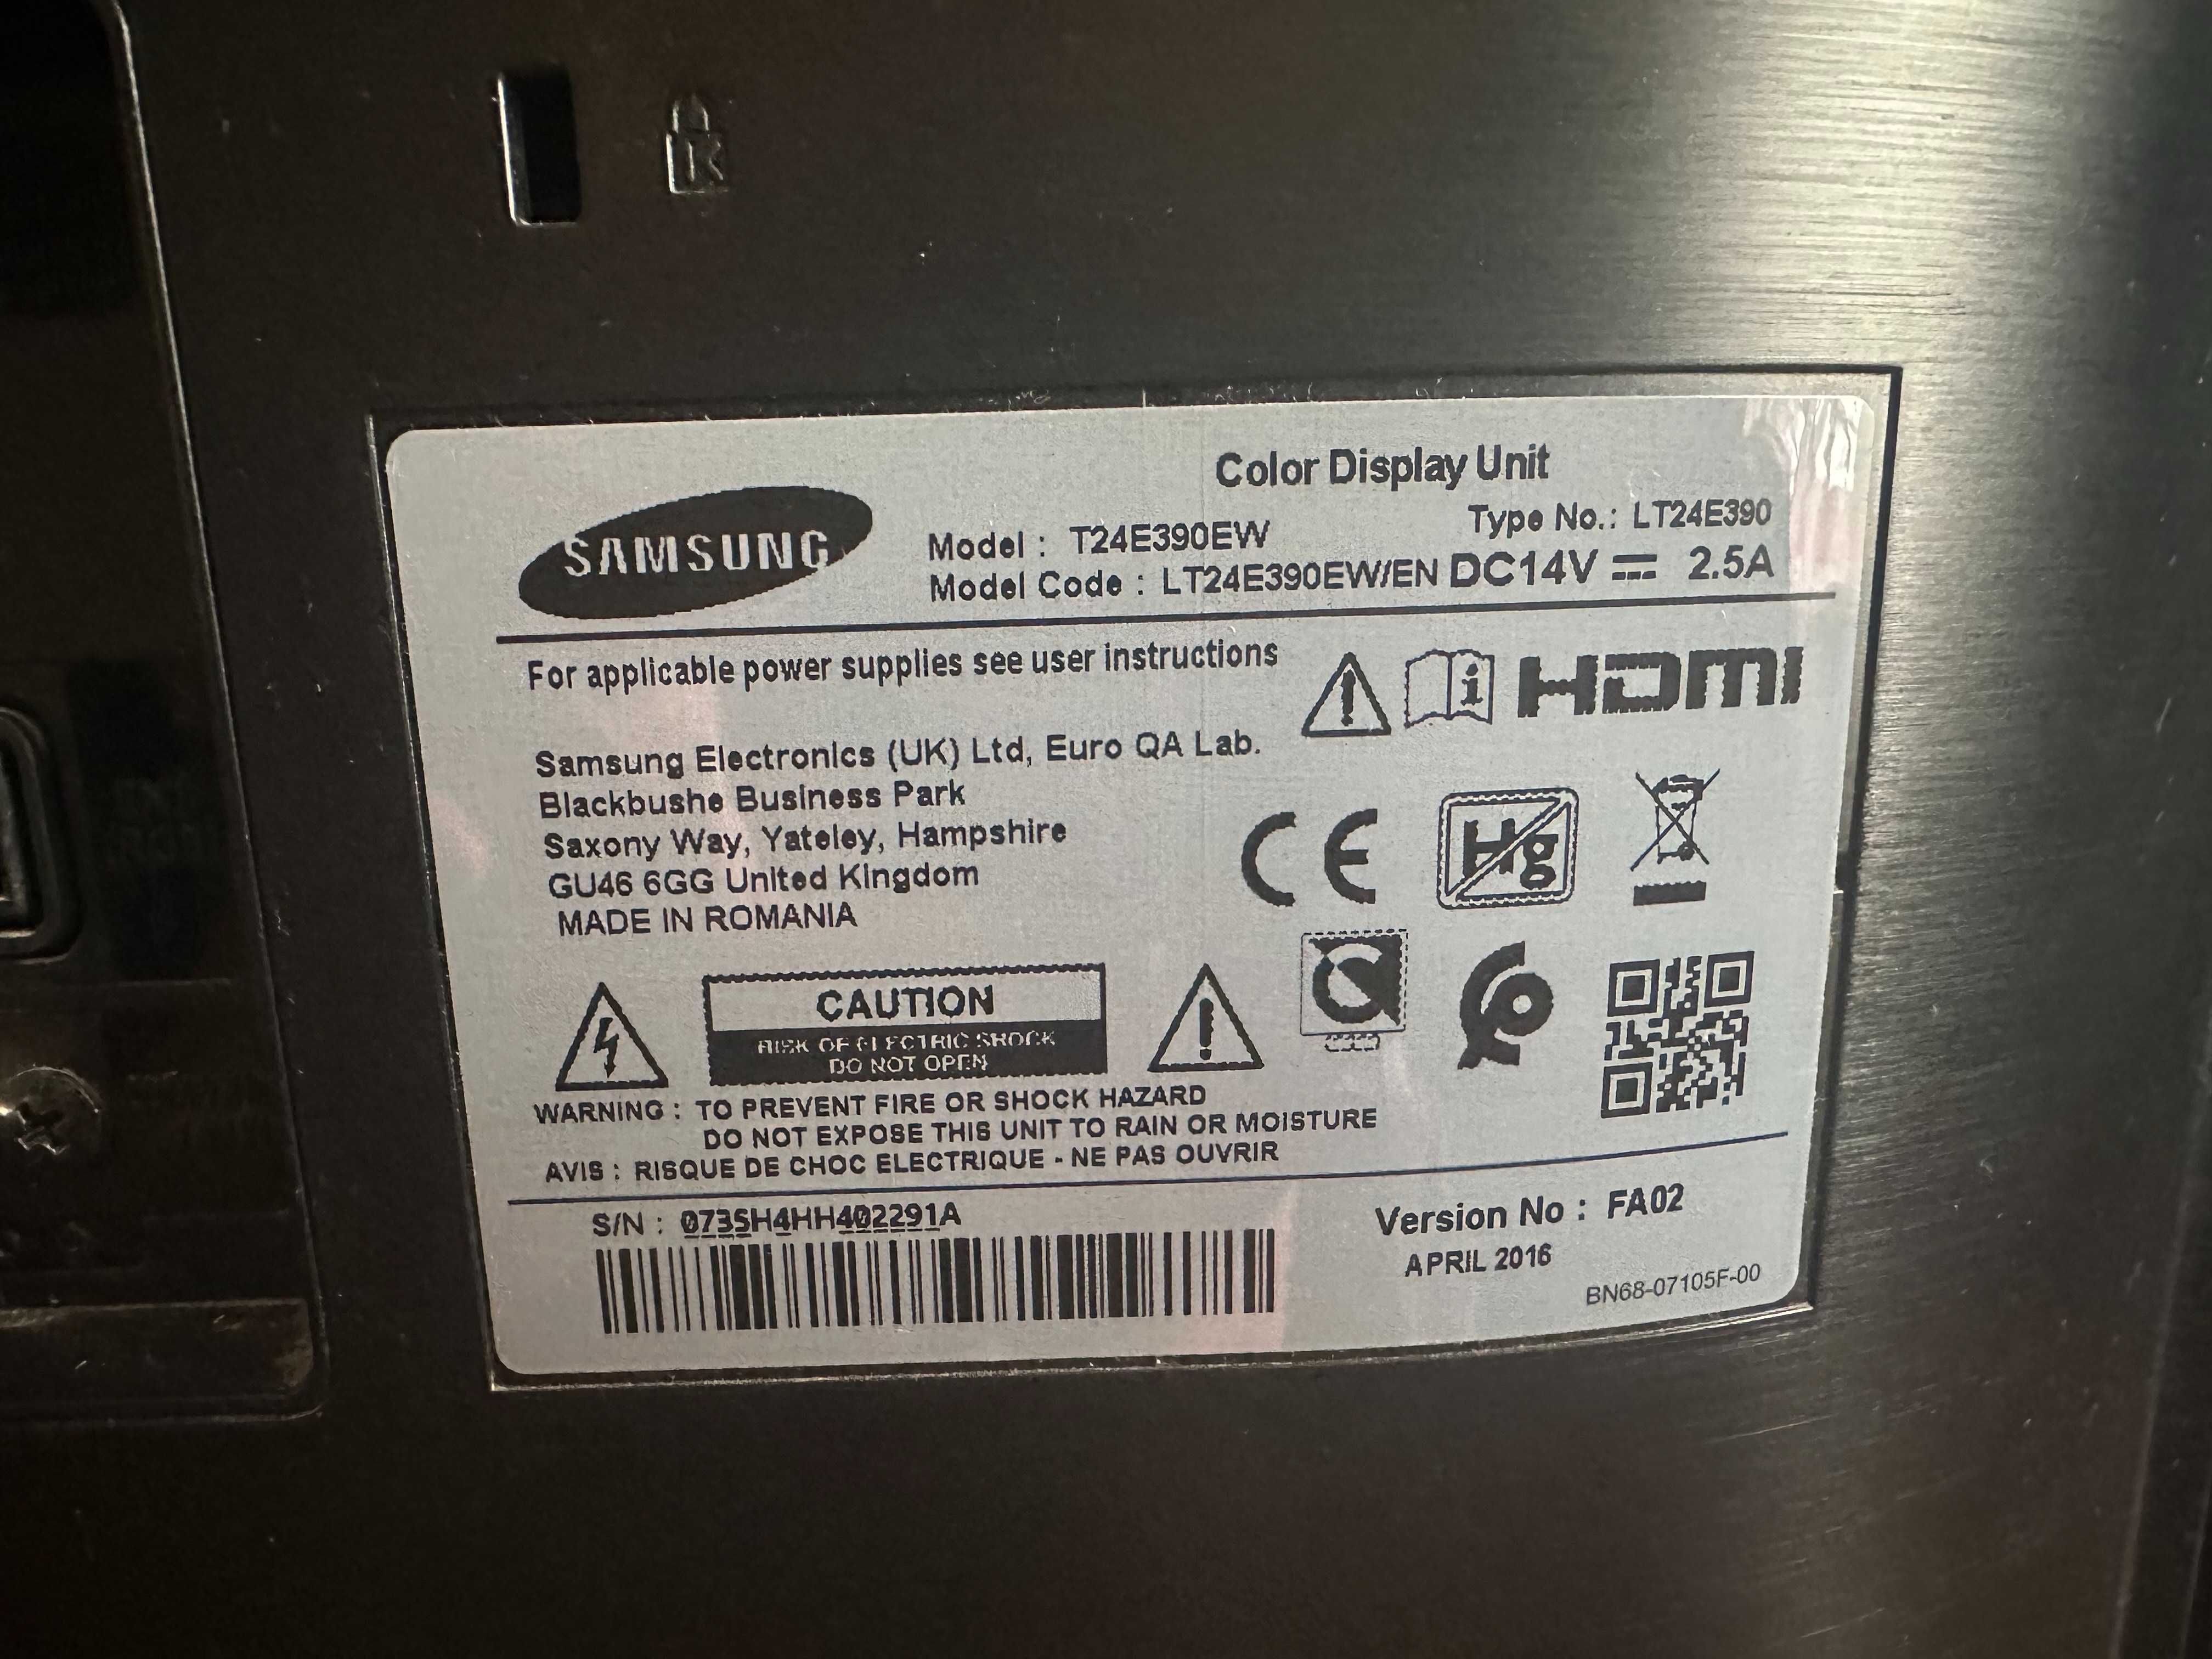 K
Color Display Unit
SAMSUNG
Model : T24E390EW
Type No.: LT24E390
Model Code : LT24E390EW/EN DC14V ⎓ 2.5A
For applicable power supplies see user instructions
HDMI
Samsung Electronics (UK) Ltd, Euro QA Lab.
Blackbushe Business Park
Saxony Way, Yateley, Hampshire
GU46 6GG United Kingdom
MADE IN ROMANIA
CE
Hg
CAUTION
RISK OF ELECTRIC SHOCK
DO NOT OPEN
WARNING : TO PREVENT FIRE OR SHOCK HAZARD
DO NOT EXPOSE THIS UNIT TO RAIN OR MOISTURE
AVIS : RISQUE DE CHOC ELECTRIQUE - NE PAS OUVRIR
S/N : 0735H4HH402291A
Version No : FA02
APRIL 2016
BN68-07105F-00